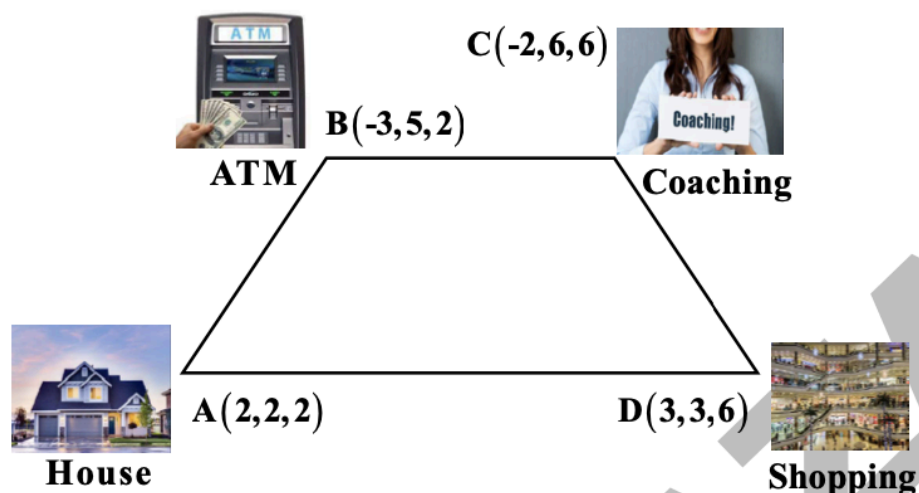 ATM
C(-2,6,6)
B(-3,5,2)
Coaching!
ATM
Coaching
A(2,2,2)
D(3,3,6)
House
Shopping